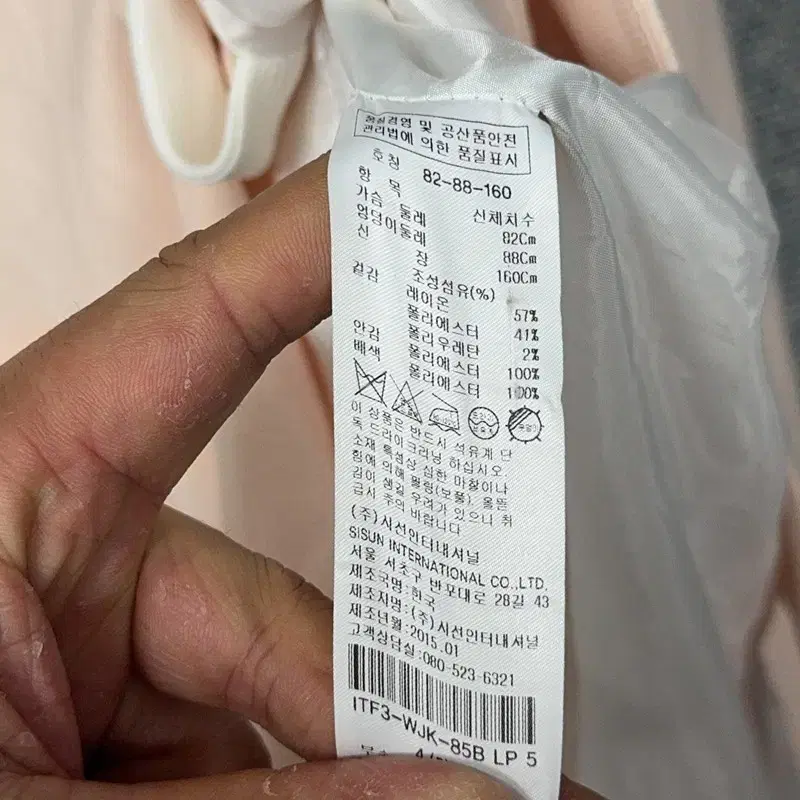 품질경영 및 공산품안전
관리법에 의한 품질표시
호칭 82-88-160
항 목 신체치수
가슴 둘레 82Cm
엉덩이둘레 88Cm
신 장 160Cm
겉감 조성섬유(%)
레이온 57%
폴리에스터 41%
폴리우레탄 2%
안감 폴리에스터 100%
배색 폴리에스터 100%
이 상품은 반드시 석유계 단
독 드라이크리닝 하십시오.
소재 특성상 심한 마찰이나
힘에 의해 필링(보풀), 올뜯
김이 생길 우려가 있으니 취
급시 주의 바랍니다
(주)시선인터내셔널
SISUN INTERNATIONAL CO.,LTD.
서울 서초구 반포대로 28길 43
제조국명:한국
제조자명:(주)시선인터내셔널
제조년월:2015.01
고객상담실:080-523-6321
ITF3-WJK-85B LP 5